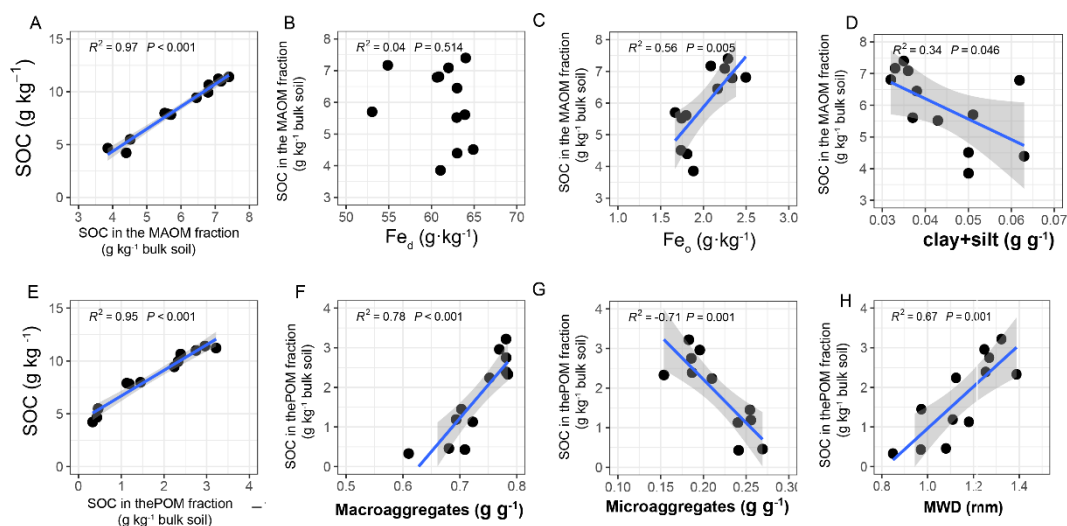 A
R² = 0.97 P < 0.001
SOC (g kg⁻¹)
15
10
5
0
3 4 5 6 7 8
SOC in the MAOM fraction
(g kg⁻¹ bulk soil)
B
R² = 0.04 P = 0.514
SOC in the MAOM fraction
(g kg⁻¹ bulk soil)
8
7
6
5
4
3
50 55 60 65 70
Fed (g·kg⁻¹)
C
R² = 0.56 P = 0.005
SOC in the MAOM fraction
(g kg⁻¹ bulk soil)
8
7
6
5
4
3
1.0 1.5 2.0 2.5 3.0
Feo (g·kg⁻¹)
D
R² = 0.34 P = 0.046
SOC in the MAOM fraction
(g kg⁻¹ bulk soil)
8
7
6
5
4
3
0.03 0.04 0.05 0.06 0.07
clay+silt (g g⁻¹)
E
R² = 0.95 P < 0.001
SOC (g kg⁻¹)
15
10
5
0
0 1 2 3 4
SOC in thePOM fraction
(g kg⁻¹ bulk soil)
F
R² = 0.78 P < 0.001
SOC in thePOM fraction
(g kg⁻¹ bulk soil)
4
3
2
1
0
0.5 0.6 0.7 0.8
Macroaggregates (g g⁻¹)
G
R² = -0.71 P = 0.001
SOC in thePOM fraction
(g kg⁻¹ bulk soil)
4
3
2
1
0
0.10 0.15 0.20 0.25 0.30
Microaggregates (g g⁻¹)
H
R² = 0.67 P = 0.001
SOC in thePOM fraction
(g kg⁻¹ bulk soil)
4
3
2
1
0
0.8 1.0 1.2 1.4
MWD (mm)